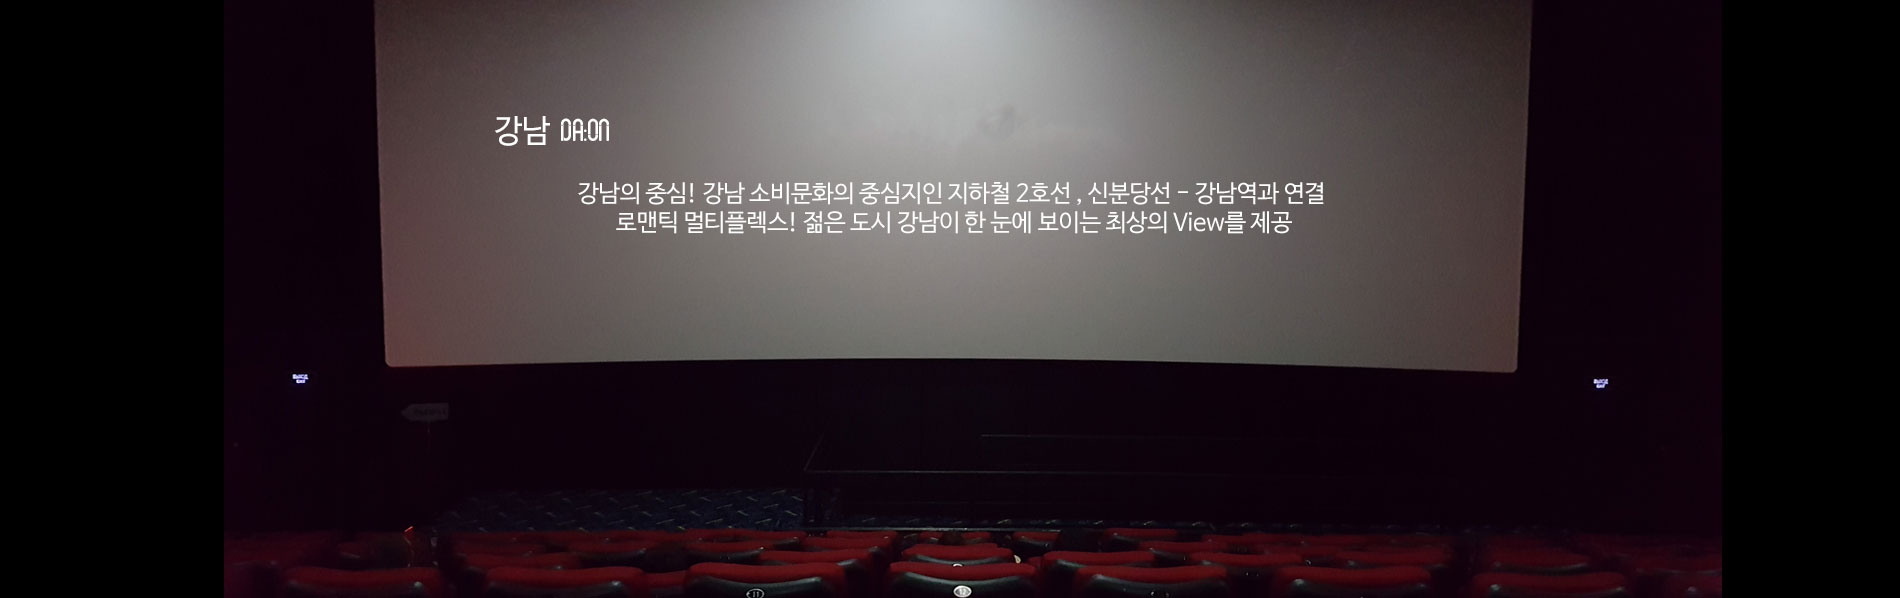 강남 DA:ON
강남의 중심! 강남 소비문화의 중심지인 지하철 2호선 , 신분당선 - 강남역과 연결
로맨틱 멀티플렉스! 젊은 도시 강남이 한 눈에 보이는 최상의 View를 제공